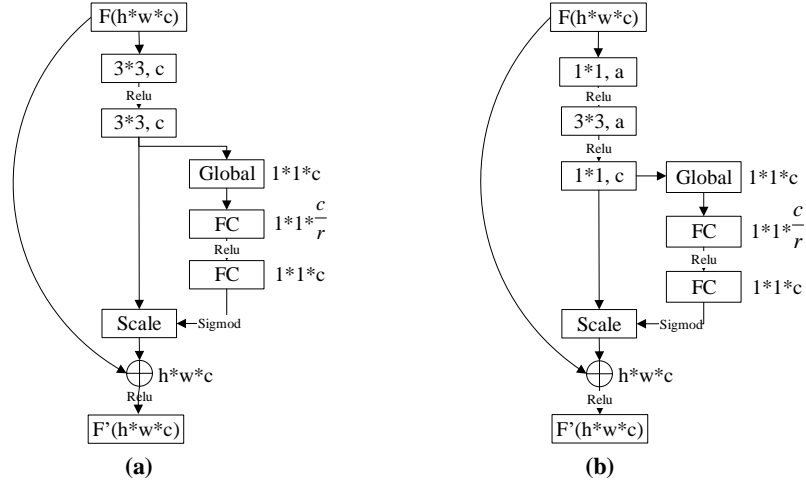 F(h*w*c)
3*3, c
Relu
3*3, c
Global 1*1*c
FC 1*1*c/r
Relu
FC 1*1*c
Scale Sigmod
h*w*c
Relu
F'(h*w*c)
(a)
F(h*w*c)
1*1, a
Relu
3*3, a
Relu
1*1, c Global 1*1*c
FC 1*1*c/r
Relu
FC 1*1*c
Scale Sigmod
h*w*c
Relu
F'(h*w*c)
(b)